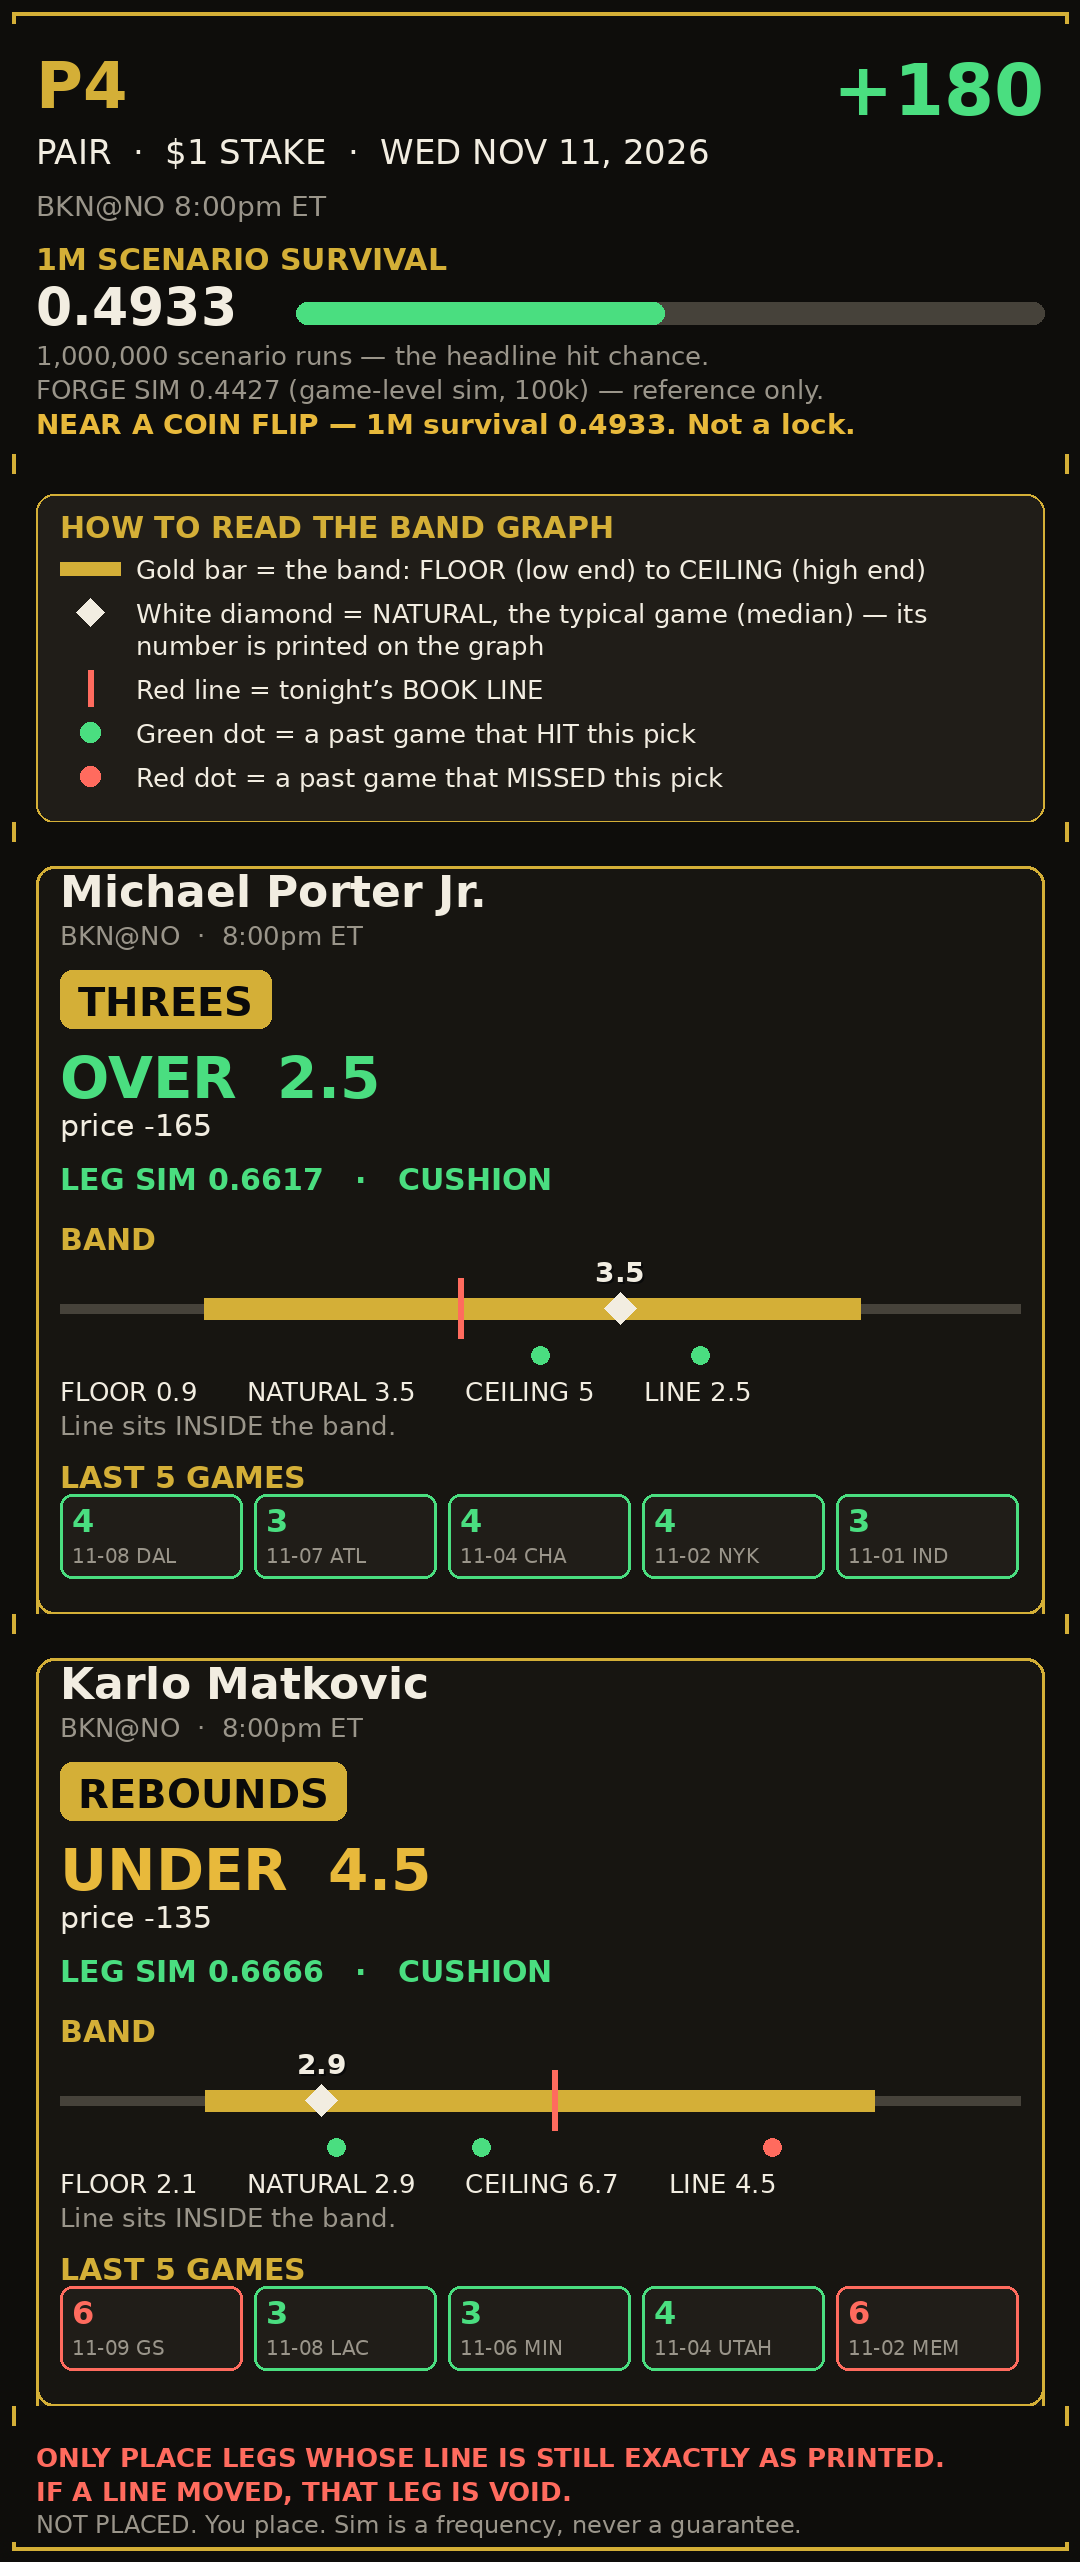 P4
+180
PAIR · $1 STAKE · WED NOV 11, 2026
BKN@NO 8:00pm ET
1M SCENARIO SURVIVAL
0.4933
1,000,000 scenario runs — the headline hit chance.
FORGE SIM 0.4427 (game-level sim, 100k) — reference only.
NEAR A COIN FLIP — 1M survival 0.4933. Not a lock.
HOW TO READ THE BAND GRAPH
Gold bar = the band: FLOOR (low end) to CEILING (high end)
White diamond = NATURAL, the typical game (median) — its
number is printed on the graph
Red line = tonight’s BOOK LINE
Green dot = a past game that HIT this pick
Red dot = a past game that MISSED this pick
Michael Porter Jr.
BKN@NO · 8:00pm ET
THREES
OVER 2.5
price -165
LEG SIM 0.6617 · CUSHION
BAND
3.5
FLOOR 0.9 NATURAL 3.5 CEILING 5 LINE 2.5
Line sits INSIDE the band.
LAST 5 GAMES
4 3 4 4 3
11-08 DAL 11-07 ATL 11-04 CHA 11-02 NYK 11-01 IND
Karlo Matkovic
BKN@NO · 8:00pm ET
REBOUNDS
UNDER 4.5
price -135
LEG SIM 0.6666 · CUSHION
BAND
2.9
FLOOR 2.1 NATURAL 2.9 CEILING 6.7 LINE 4.5
Line sits INSIDE the band.
LAST 5 GAMES
6 3 3 4 6
11-09 GS 11-08 LAC 11-06 MIN 11-04 UTAH 11-02 MEM
ONLY PLACE LEGS WHOSE LINE IS STILL EXACTLY AS PRINTED.
IF A LINE MOVED, THAT LEG IS VOID.
NOT PLACED. You place. Sim is a frequency, never a guarantee.